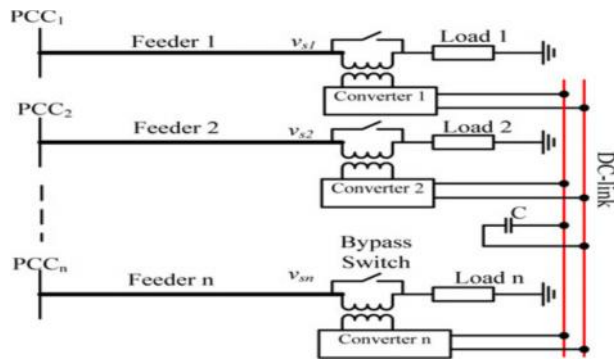 PCC1
Feeder 1
vs1
Load 1
Converter 1
PCC2
Feeder 2
vs2
Load 2
Converter 2
DC-link
C
Bypass
Switch
PCCn
Feeder n
vsn
Load n
Converter n